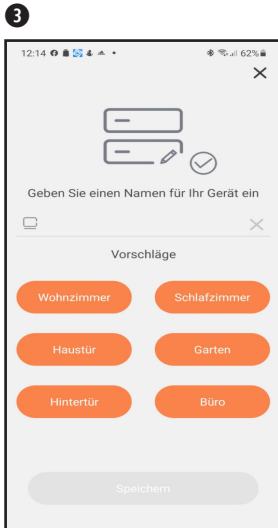 3
12:14 62%
Geben Sie einen Namen für Ihr Gerät ein
Vorschläge
Wohnzimmer Schlafzimmer
Haustür Garten
Hintertür Büro
Speichern